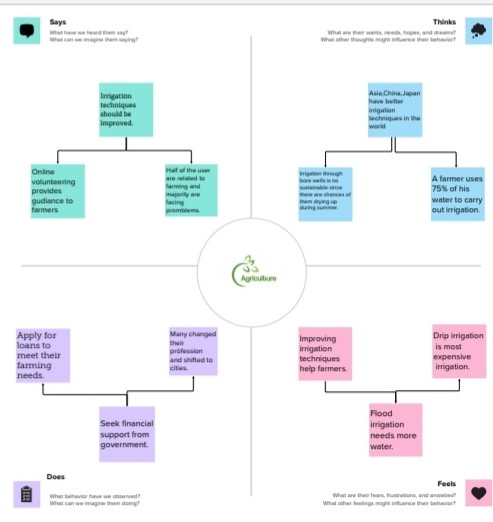 Says
What have we heard them say?
What can we imagine them saying?
Thinks
What are their wants, needs, hopes, and dreams?
What other thoughts might influence their behavior?
Irrigation
techniques
should be
improved.
Online
volunteering
provides
gudiance to
farmers
Half of the user
are related to
farming and
majority are
facing
promblems.
Asia,China,Japan
have better
irrigation
techniques in the
world
Irrigation through
bore wells is no
sustainable since
there are chances of
them drying up
during summer.
A farmer uses
75% of his
water to carry
out irrigation.
Agriculture
Apply for
loans to
meet their
farming
needs.
Many changed
their
profession
and shifted to
cities.
Seek financial
support from
government.
Improving
irrigation
techniques
help farmers.
Drip irrigation
is most
expensive
irrigation.
Flood
irrigation
needs more
water.
Does
What behavior have we observed?
What can we imagine them doing?
Feels
What are their fears, frustrations, and anxieties?
What other feelings might influence their behavior?